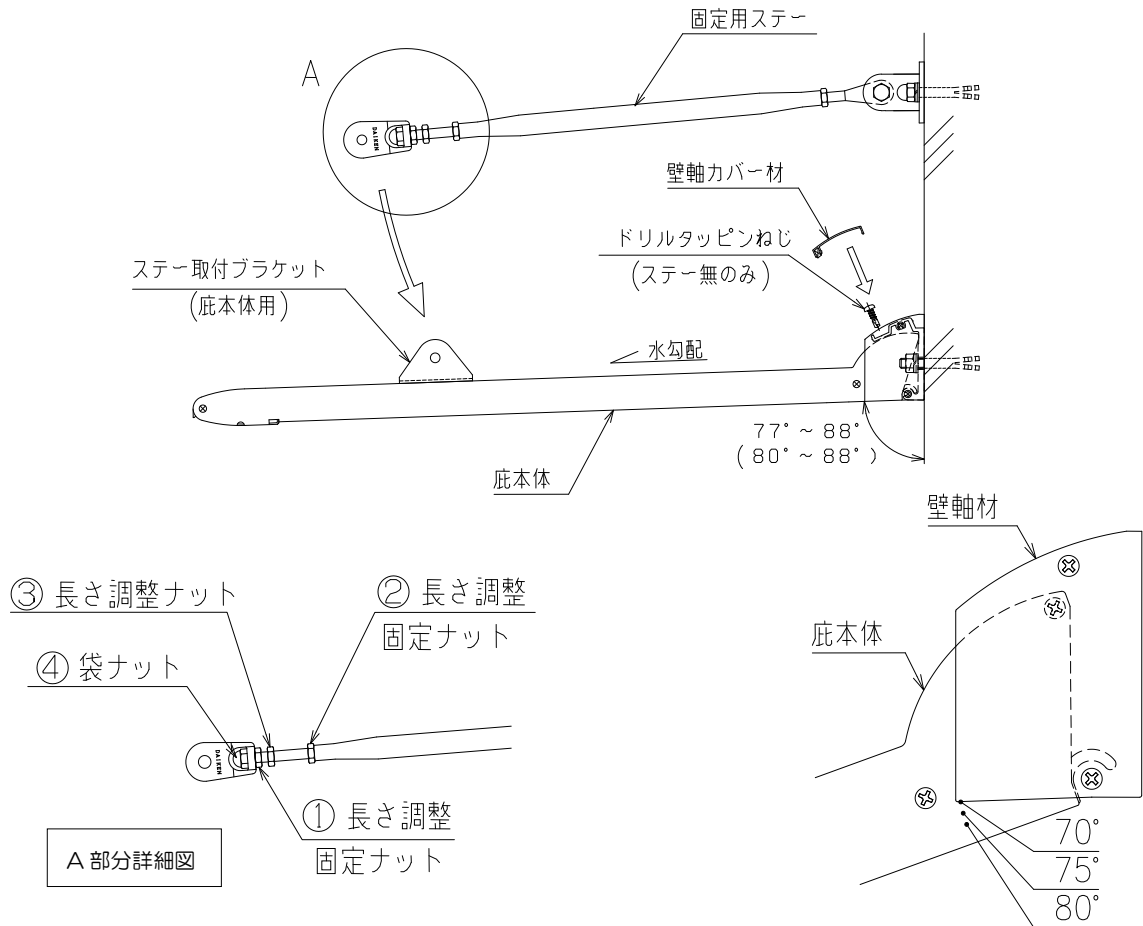 固定用ステー
A
DAIKEN
壁軸カバー材
ドリルタッピンねじ
(ステー無のみ)
ステー取付ブラケット
(庇本体用)
水勾配
77°~88°
(80°~88°)
庇本体
壁軸材
庇本体
70°
75°
80°
③ 長さ調整ナット
② 長さ調整
固定ナット
④ 袋ナット
DAIKEN
① 長さ調整
固定ナット
A部分詳細図